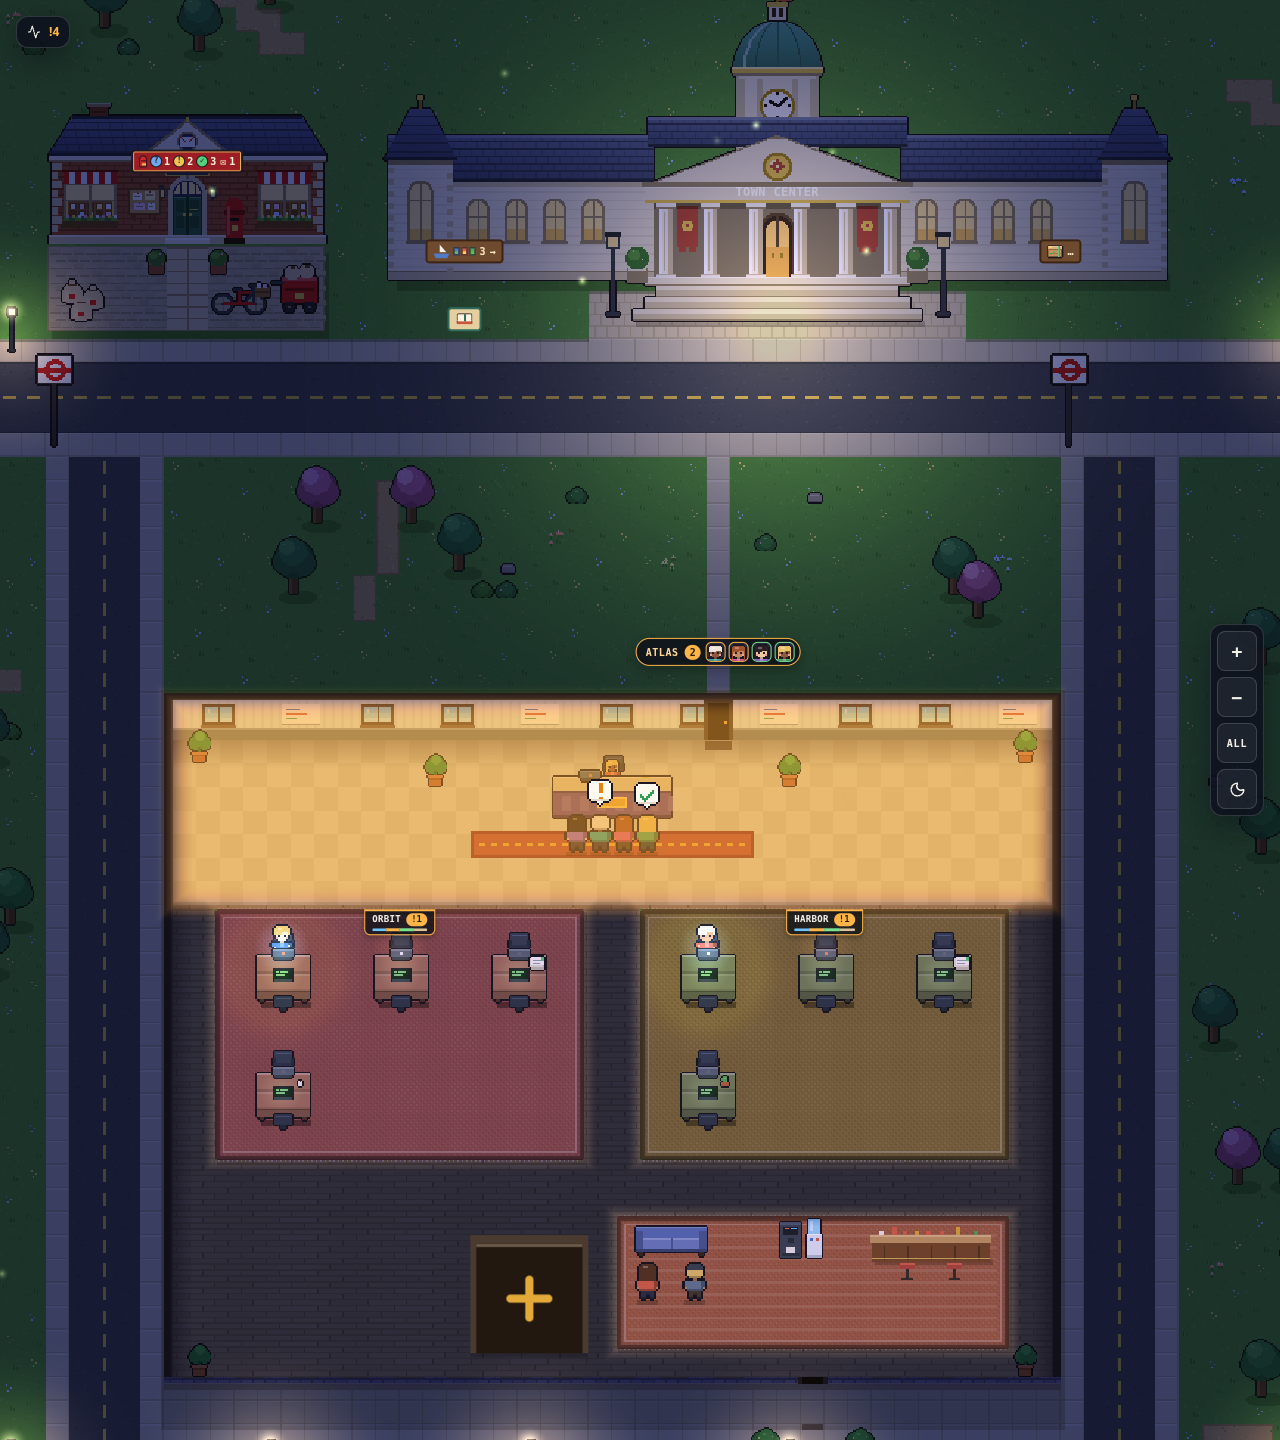 !4
1 2 3 1
TOWN CENTER
3 →
...
ATLAS 2
+
−
ALL
ORBIT !1
HARBOR !1